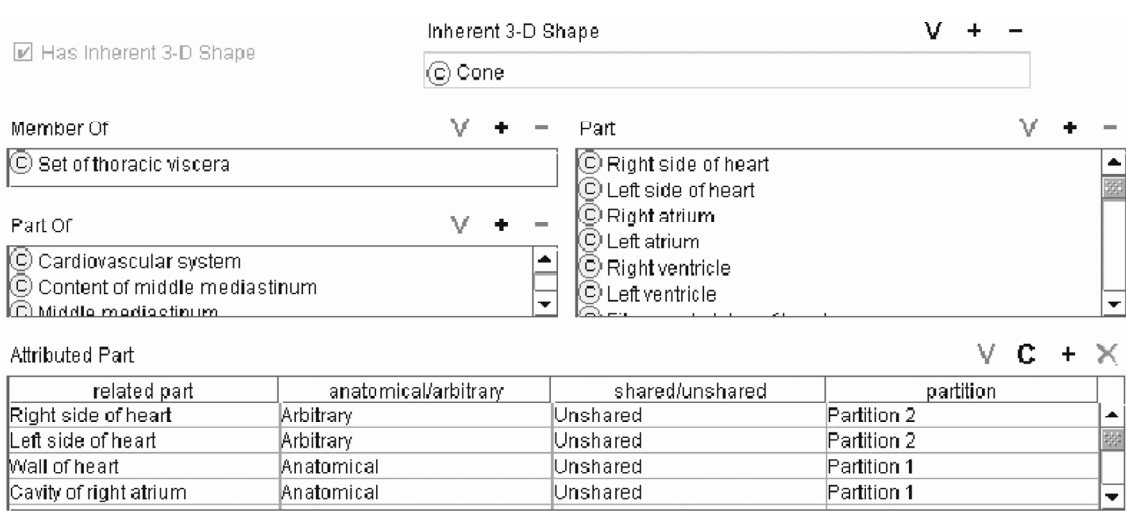 Has Inherent 3-D Shape
Inherent 3-D Shape V + −
C Cone
Member Of V + −
C Set of thoracic viscera
Part Of V + −
C Cardiovascular system
C Content of middle mediastinum
C Middle mediastinum
Part V + −
C Right side of heart
C Left side of heart
C Right atrium
C Left atrium
C Right ventricle
C Left ventricle
Attributed Part V C + X
related part anatomical/arbitrary shared/unshared partition
Right side of heart Arbitrary Unshared Partition 2
Left side of heart Arbitrary Unshared Partition 2
Wall of heart Anatomical Unshared Partition 1
Cavity of right atrium Anatomical Unshared Partition 1